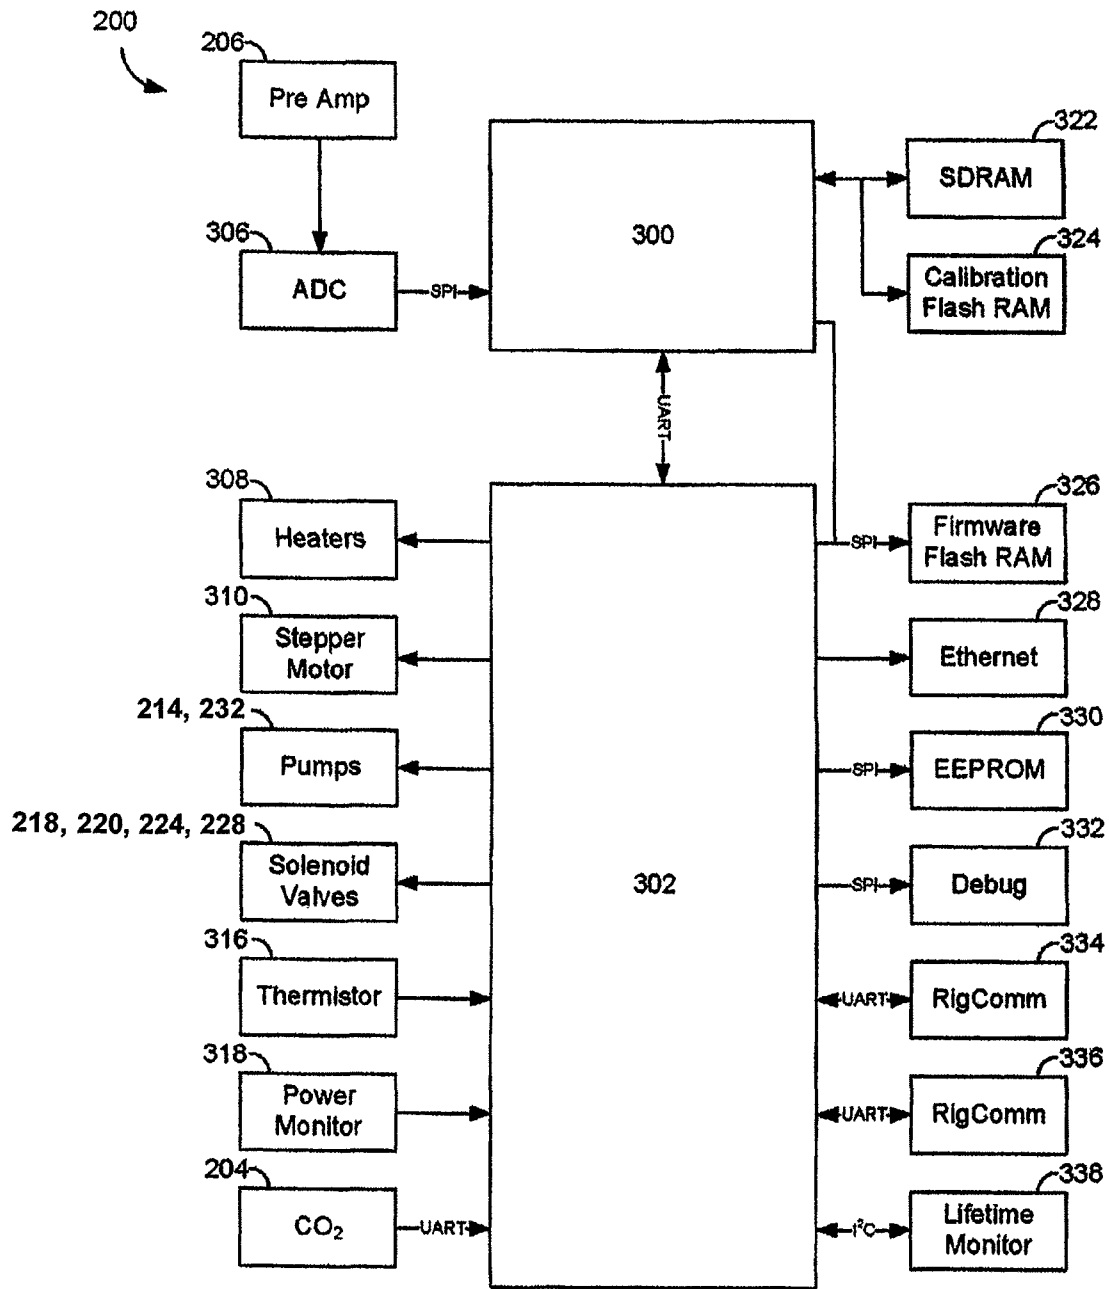 200
206
Pre Amp
306
ADC
SPI
300
322
SDRAM
324
Calibration
Flash RAM
UART
308
Heaters
310
Stepper
Motor
214, 232
Pumps
218, 220, 224, 228
Solenoid
Valves
316
Thermistor
318
Power
Monitor
204
CO₂
UART
302
326
SPI
Firmware
Flash RAM
328
Ethernet
330
SPI
EEPROM
332
SPI
Debug
334
UART
RigComm
336
UART
RigComm
338
I²C
Lifetime
Monitor